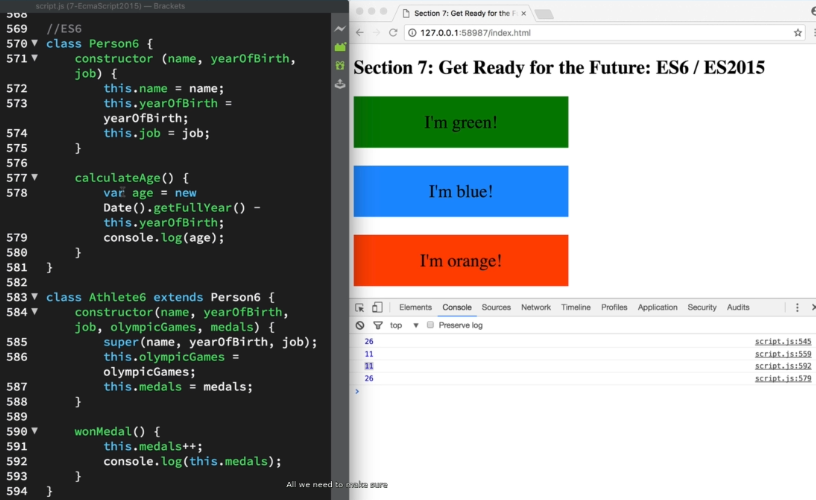 script.js (7-EcmaScript2015) — Brackets
568
569 //ES6
570 ▼ class Person6 {
571 ▼ constructor (name, yearOfBirth,
job) {
572 this.name = name;
573 this.yearOfBirth =
yearOfBirth;
574 this.job = job;
575 }
576
577 ▼ calculateAge() {
578 var age = new
Date().getFullYear() -
this.yearOfBirth;
579 console.log(age);
580 }
581 }
582
583 ▼ class Athlete6 extends Person6 {
584 ▼ constructor(name, yearOfBirth,
job, olympicGames, medals) {
585 super(name, yearOfBirth, job);
586 this.olympicGames =
olympicGames;
587 this.medals = medals;
588 }
589
590 ▼ wonMedal() {
591 this.medals++;
592 console.log(this.medals);
593 }
594 }
Section 7: Get Ready for the F
127.0.0.1:58987/index.html
Section 7: Get Ready for the Future: ES6 / ES2015
I'm green!
I'm blue!
I'm orange!
Elements Console Sources Network Timeline Profiles Application Security Audits
top ▼ Preserve log
26 script.js:545
11 script.js:559
11 script.js:592
26 script.js:579
>
All we need to make sure